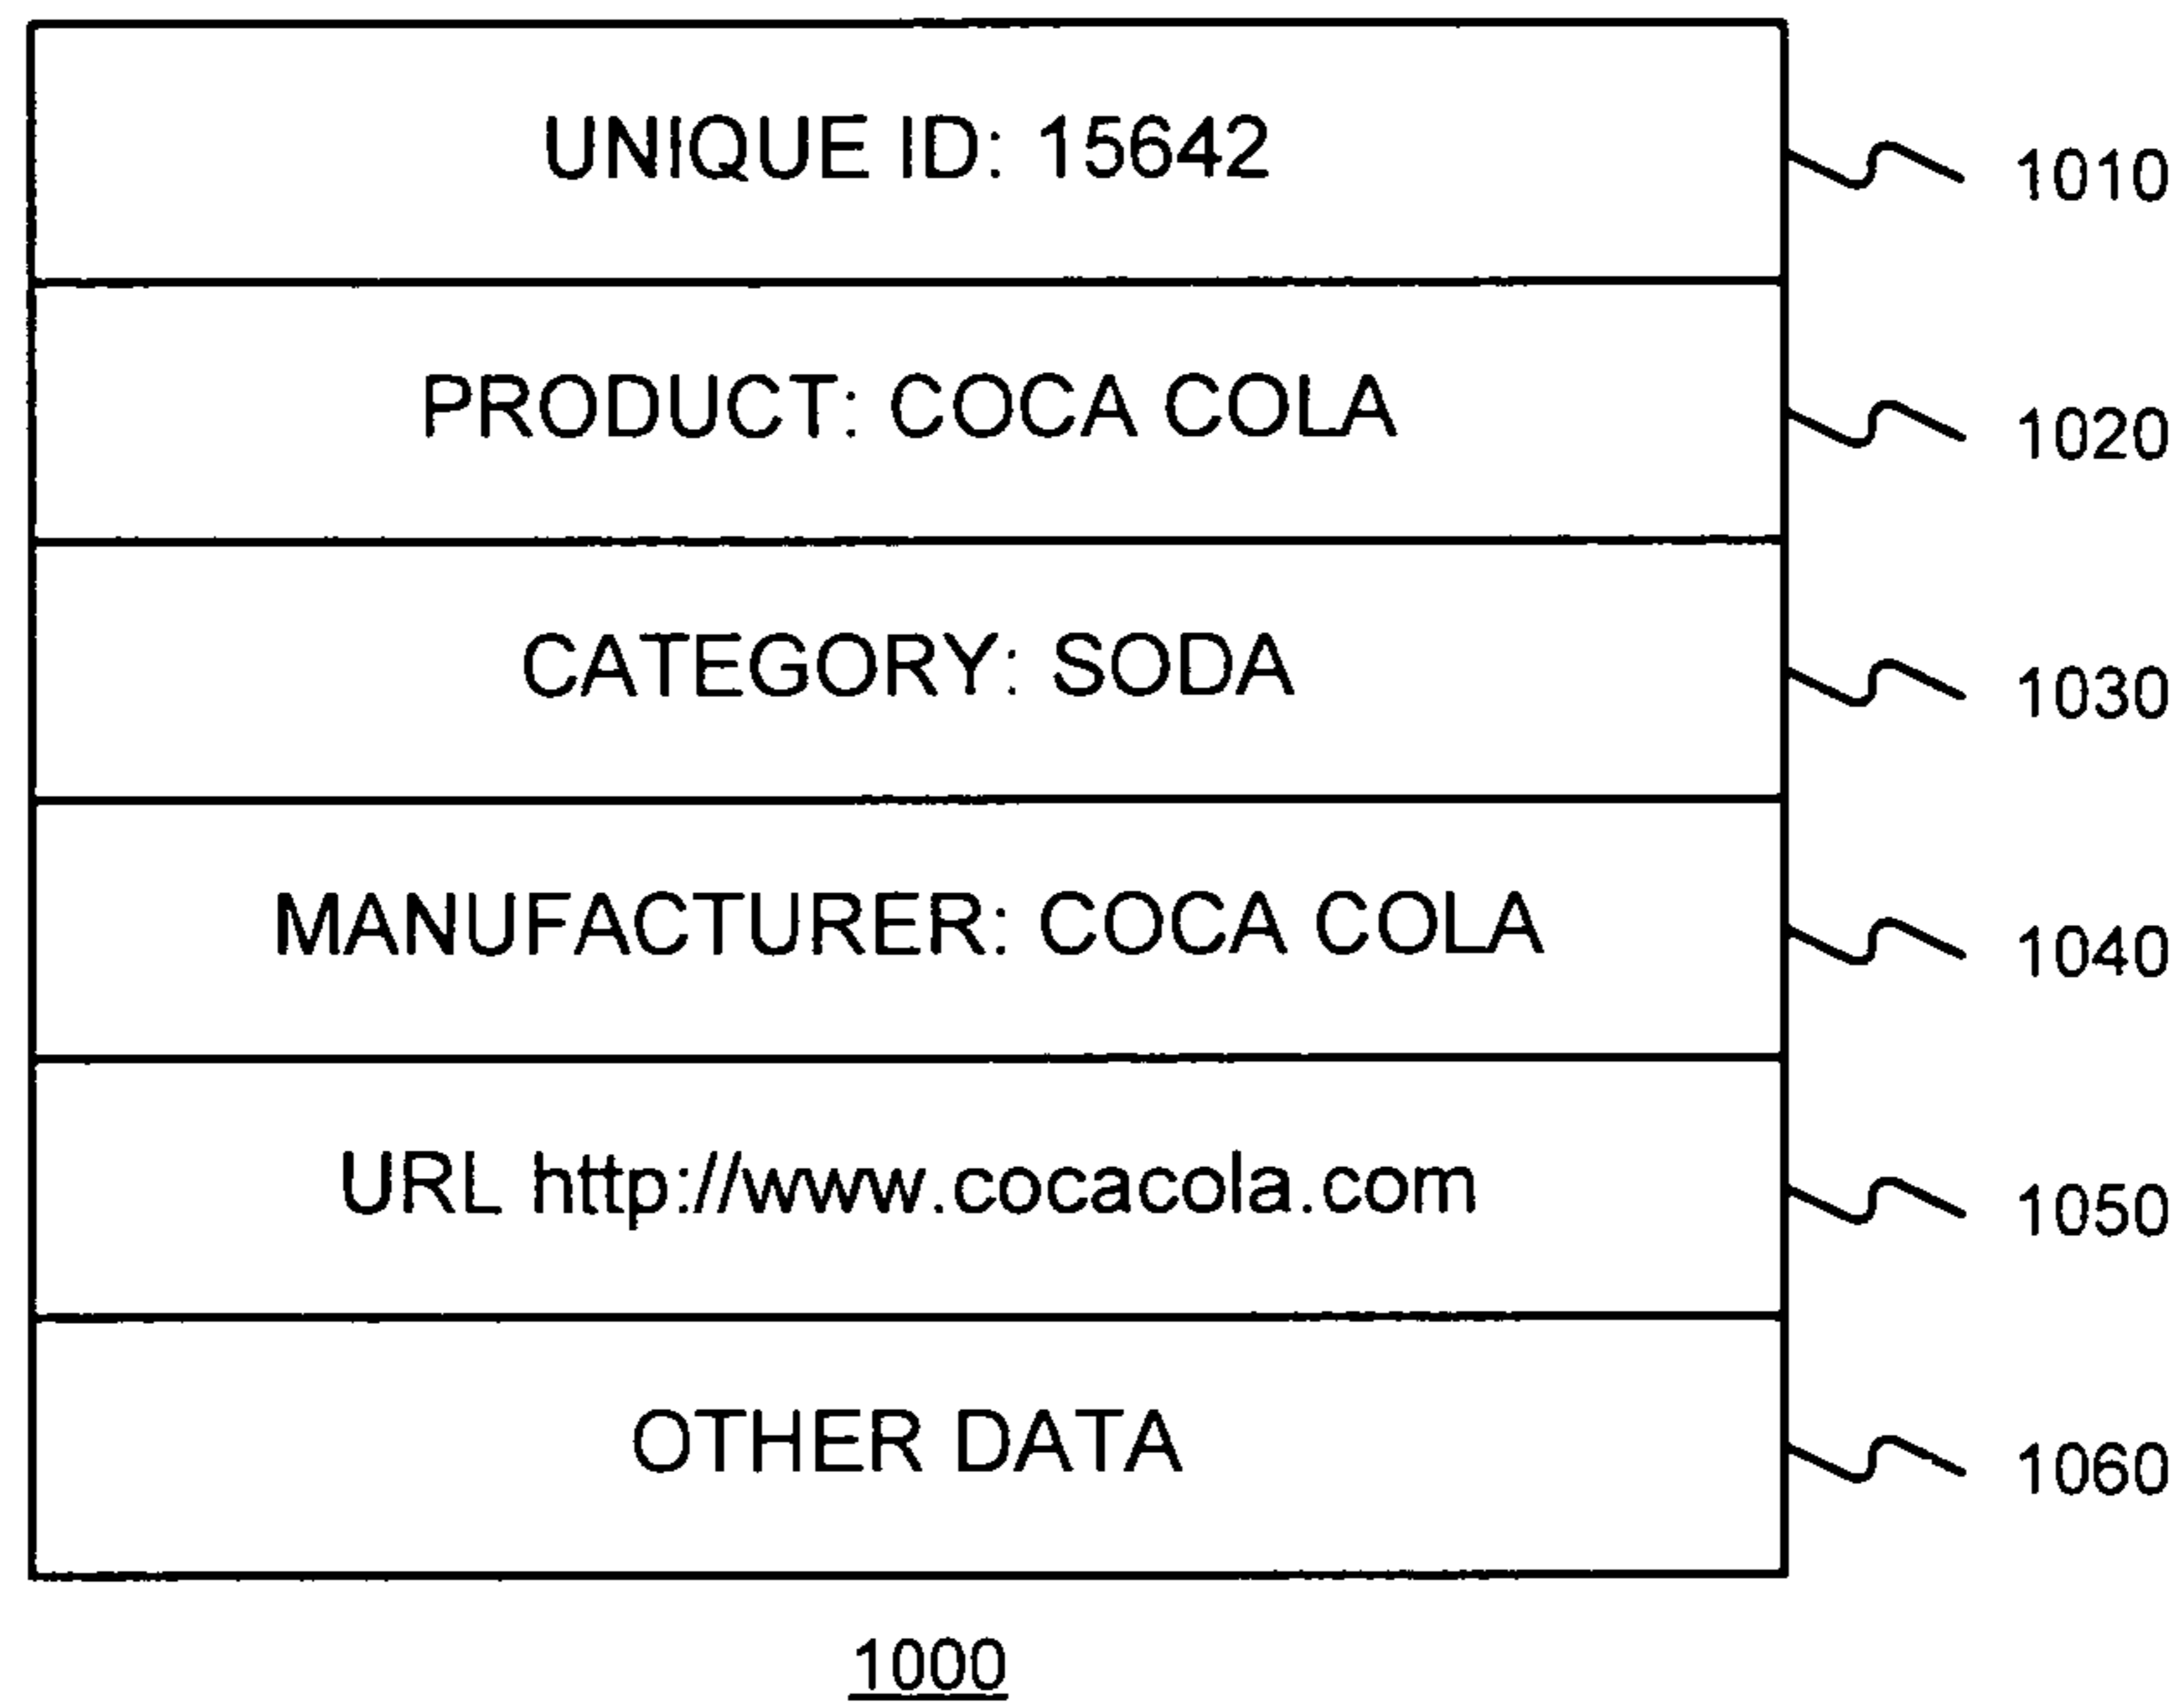 UNIQUE ID: 15642 1010
PRODUCT: COCA COLA 1020
CATEGORY: SODA 1030
MANUFACTURER: COCA COLA 1040
URL http://www.cocacola.com 1050
OTHER DATA 1060
1000